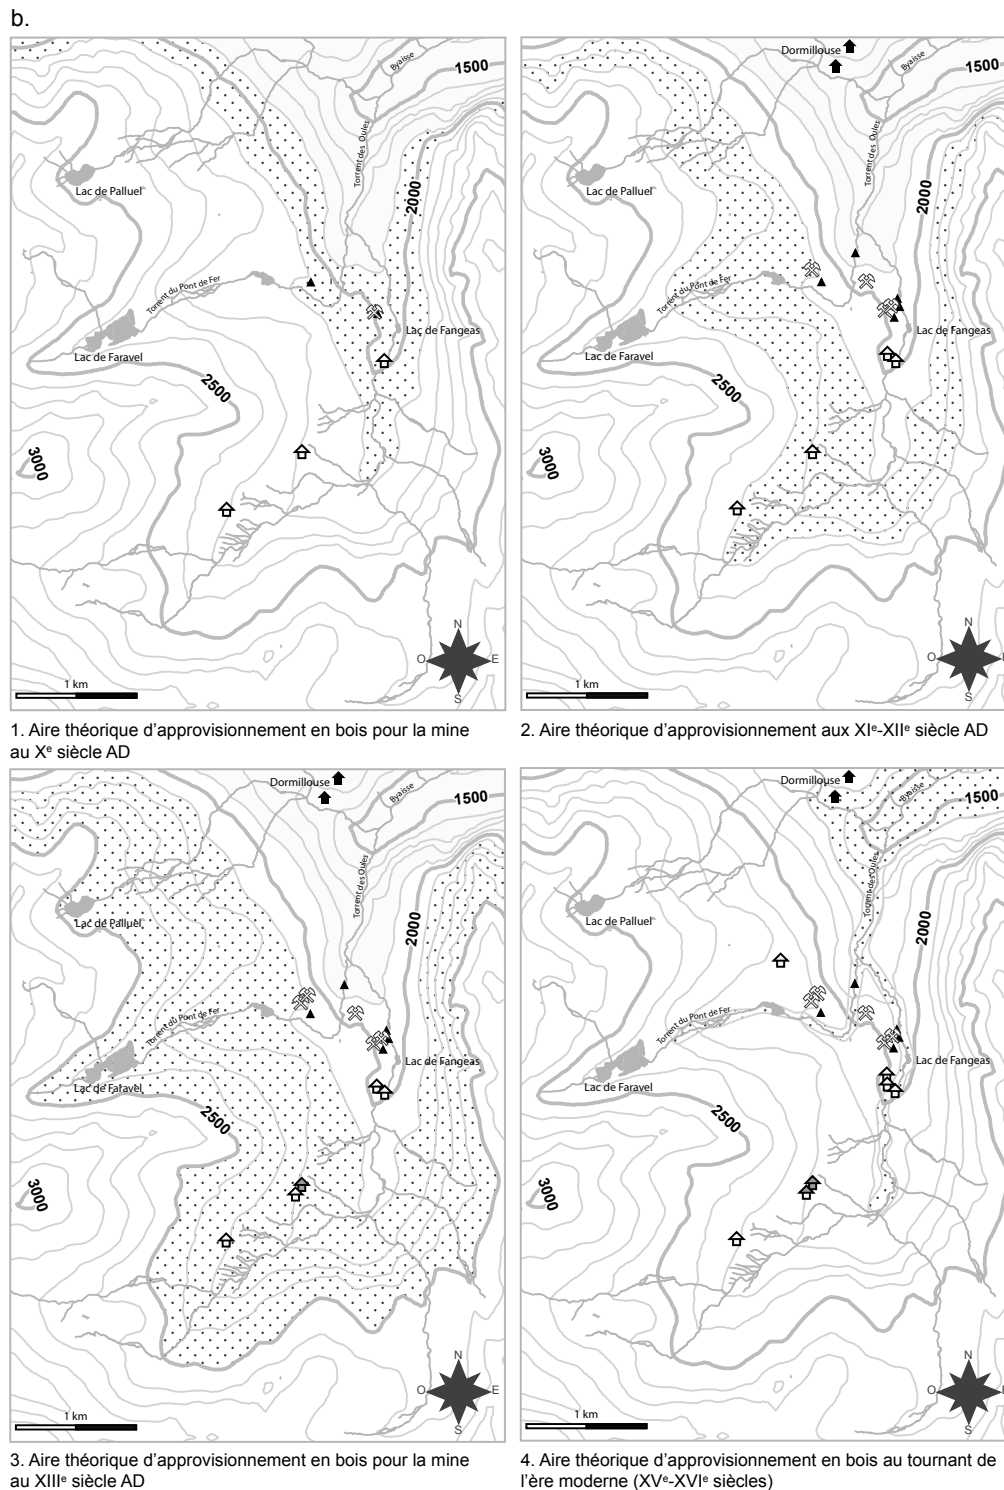 b.
Byaisse
1500
Torrent des Oules
Lac de Palluel
2000
Torrent du Pont de Fer
Lac de Fangeas
Lac de Faravel
2500
3000
N
O
E
S
1 km
1. Aire théorique d'approvisionnement en bois pour la mine
au Xe siècle AD
Dormillouse
Byaisse
1500
Torrent des Oules
Lac de Palluel
2000
Torrent du Pont de Fer
Lac de Fangeas
Lac de Faravel
2500
3000
N
O
S
1 km
2. Aire théorique d'approvisionnement aux XIe-XIIe siècle AD
Dormillouse
Byaisse
1500
Torrent des Oules
Lac de Palluel
2000
Torrent du Pont de Fer
Lac de Fangeas
Lac de Faravel
2500
3000
N
O
E
S
1 km
3. Aire théorique d'approvisionnement en bois pour la mine
au XIIIe siècle AD
Dormillouse
Byaisse
1500
Torrent des Oules
Lac de Palluel
2000
Torrent du Pont de Fer
Lac de Fangeas
Lac de Faravel
2500
3000
N
O
S
1 km
4. Aire théorique d'approvisionnement en bois au tournant de
l'ère moderne (XVe-XVIe siècles)